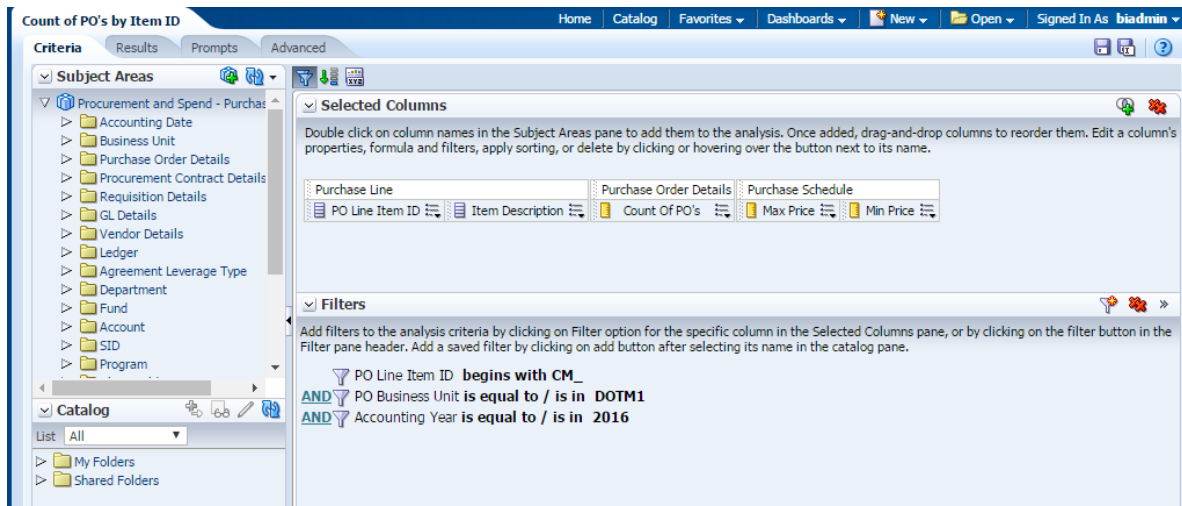 Count of PO's by Item ID
Home Catalog Favorites Dashboards New Open Signed In As biadmin
Criteria Results Prompts Advanced
Subject Areas
Procurement and Spend - Purchas
Accounting Date
Business Unit
Purchase Order Details
Procurement Contract Details
Requisition Details
GL Details
Vendor Details
Ledger
Agreement Leverage Type
Department
Fund
Account
SID
Program
Catalog
List All
My Folders
Shared Folders
XYZ
Selected Columns
Double click on column names in the Subject Areas pane to add them to the analysis. Once added, drag-and-drop columns to reorder them. Edit a column's
properties, formula and filters, apply sorting, or delete by clicking or hovering over the button next to its name.
Purchase Line Purchase Order Details Purchase Schedule
PO Line Item ID Item Description Count Of PO's Max Price Min Price
Filters
Add filters to the analysis criteria by clicking on Filter option for the specific column in the Selected Columns pane, or by clicking on the filter button in the
Filter pane header. Add a saved filter by clicking on add button after selecting its name in the catalog pane.
PO Line Item ID begins with CM_
AND PO Business Unit is equal to / is in DOTM1
AND Accounting Year is equal to / is in 2016